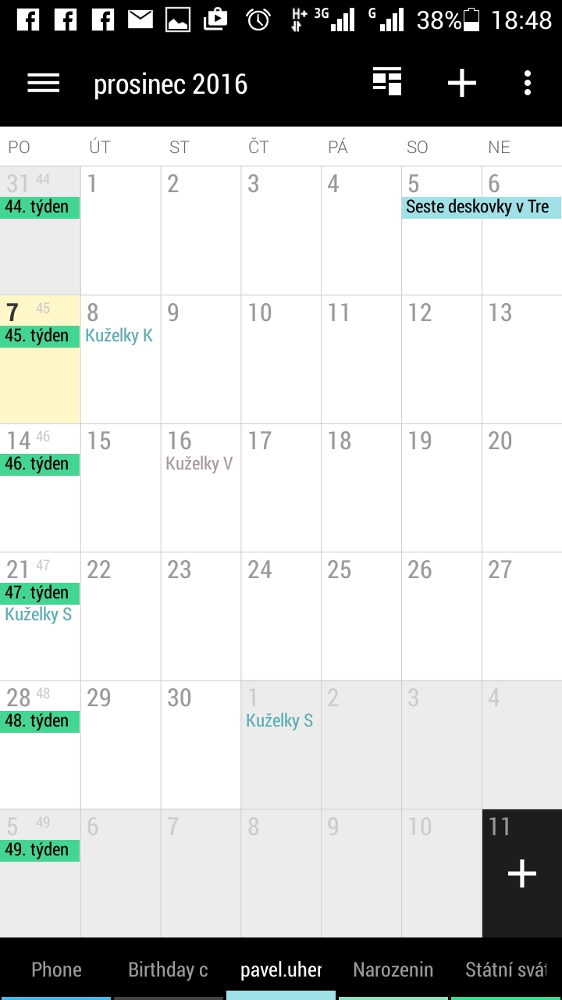 H+ 3G G 38% 18:48
prosinec 2016
PO ÚT ST ČT PÁ SO NE
31 44 1 2 3 4 5 6
44. týden Seste deskovky v Tre
7 45 8 9 10 11 12 13
45. týden Kuželky K
14 46 15 16 17 18 19 20
46. týden Kuželky V
21 47 22 23 24 25 26 27
47. týden
Kuželky S
28 48 29 30 1 2 3 4
48. týden Kuželky S
5 49 6 7 8 9 10 11
49. týden
Phone Birthday c pavel.uher Narozenin Státní svát